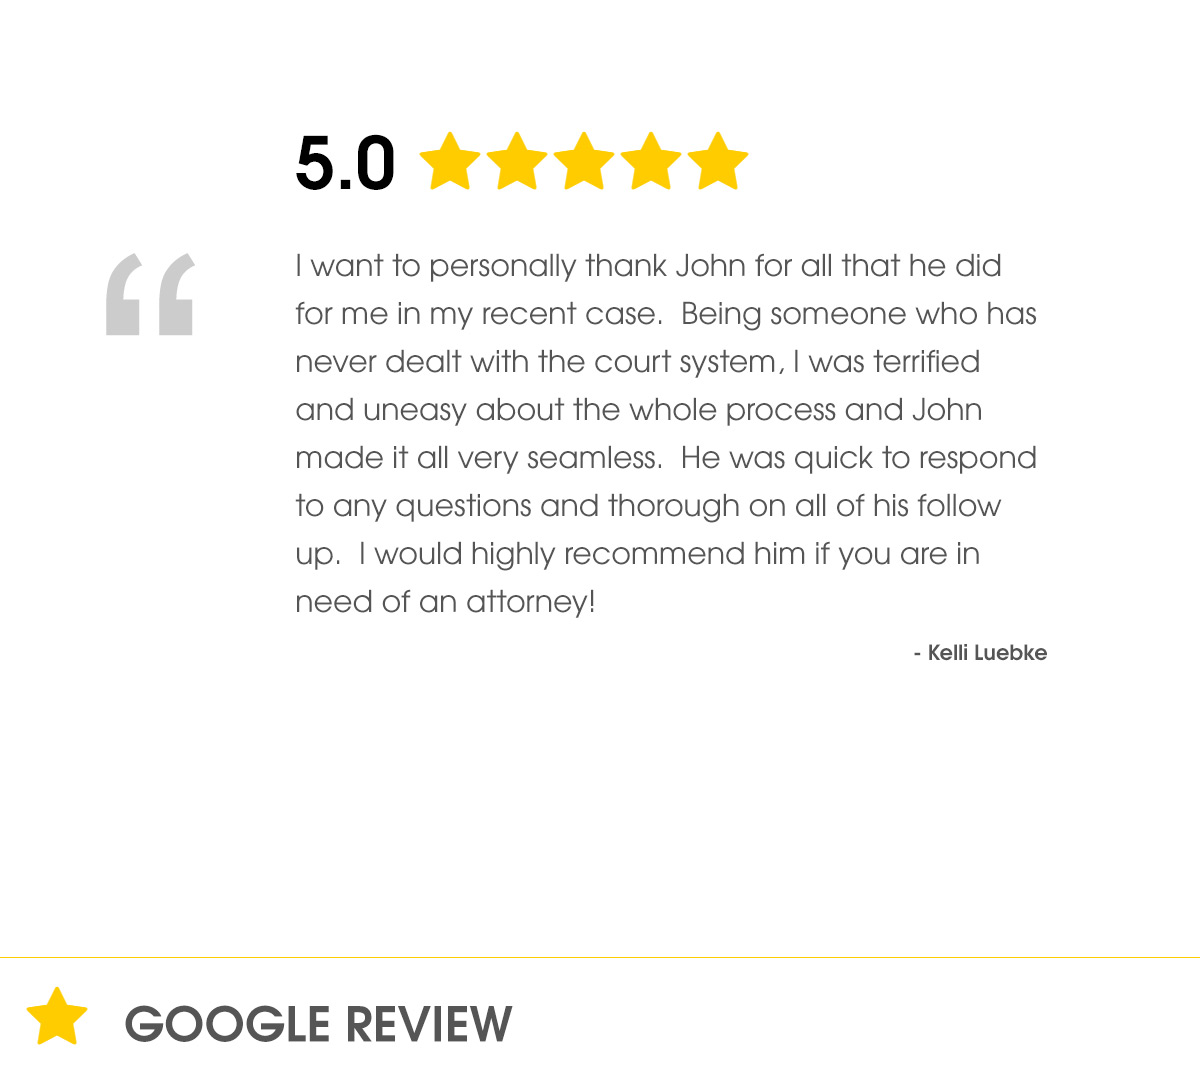 5.0
“
I want to personally thank John for all that he did
for me in my recent case.  Being someone who has
never dealt with the court system, I was terrified
and uneasy about the whole process and John
made it all very seamless.  He was quick to respond
to any questions and thorough on all of his follow
up.  I would highly recommend him if you are in
need of an attorney!
- Kelli Luebke
GOOGLE REVIEW